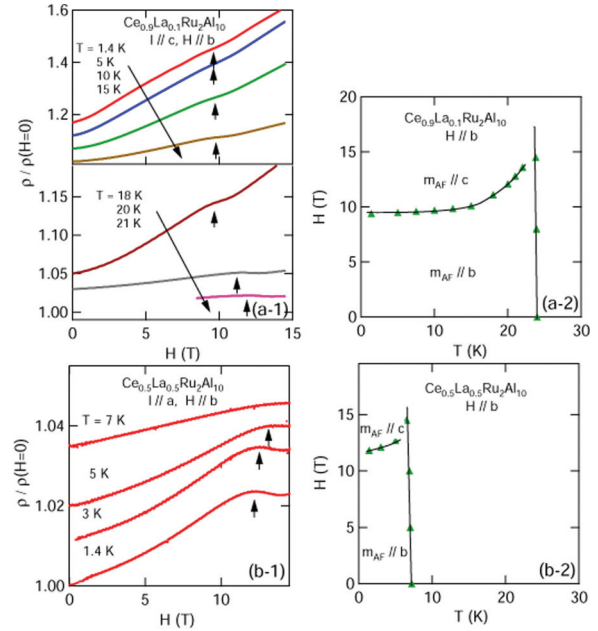 1.6
Ce0.9La0.1Ru2Al10
I // c, H // b
T = 1.4 K
5 K
10 K
15 K
1.4
1.2
ρ / ρ(H=0)
T = 18 K
20 K
21 K
1.15
1.10
1.05
1.00
(a-1)
0 5 10 15
H (T)
20
Ce0.9La0.1Ru2Al10
H // b
15
mAF // c
10
H (T)
5
mAF // b
0
(a-2)
0 10 20 30
T (K)
Ce0.5La0.5Ru2Al10
I // a, H // b
T = 7 K
1.04
5 K
ρ / ρ(H=0)
1.02
3 K
1.4 K
1.00
(b-1)
0 5 10
H (T)
20
Ce0.5La0.5Ru2Al10
H // b
15
mAF // c
10
H (T)
5
mAF // b
0
(b-2)
0 10 20 30
T (K)